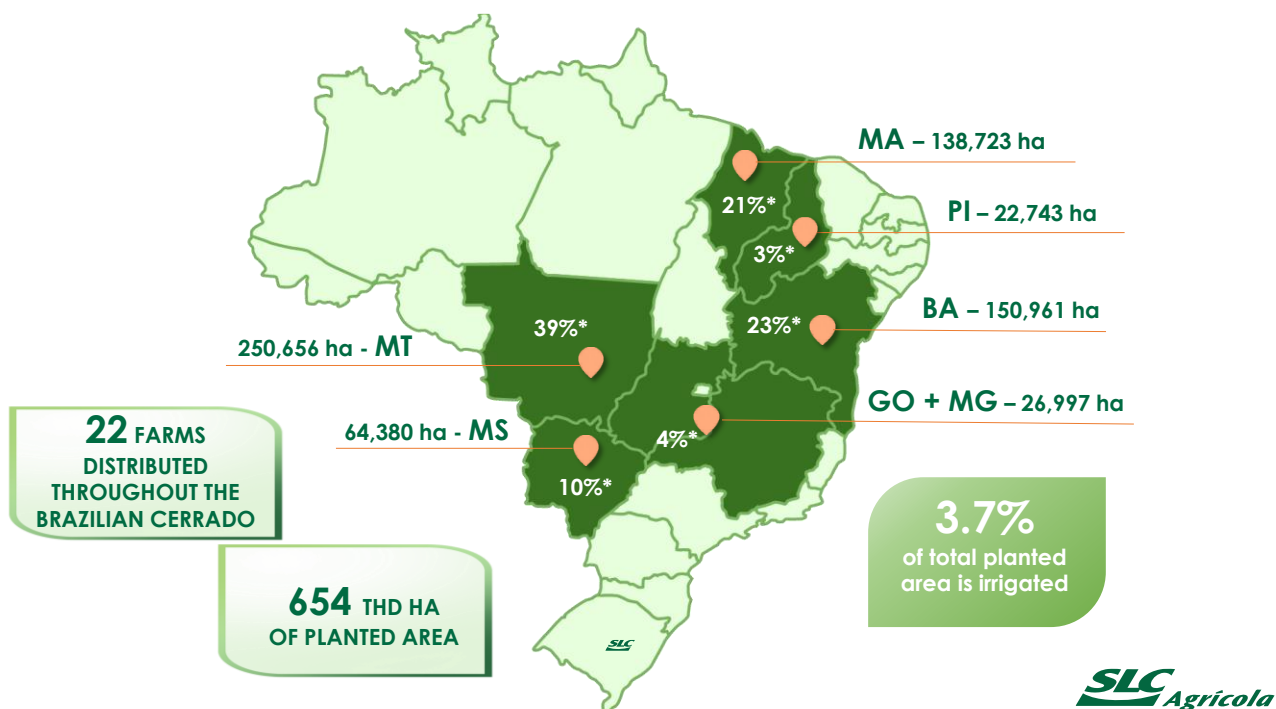 MA – 138,723 ha
21%*
PI – 22,743 ha
3%*
BA – 150,961 ha
23%*
39%*
250,656 ha - MT
GO + MG – 26,997 ha
4%*
64,380 ha - MS
10%*
22 FARMS
DISTRIBUTED
THROUGHOUT THE
BRAZILIAN CERRADO
3.7%
of total planted
area is irrigated
654 THD HA
OF PLANTED AREA
SLC
SLC Agrícola